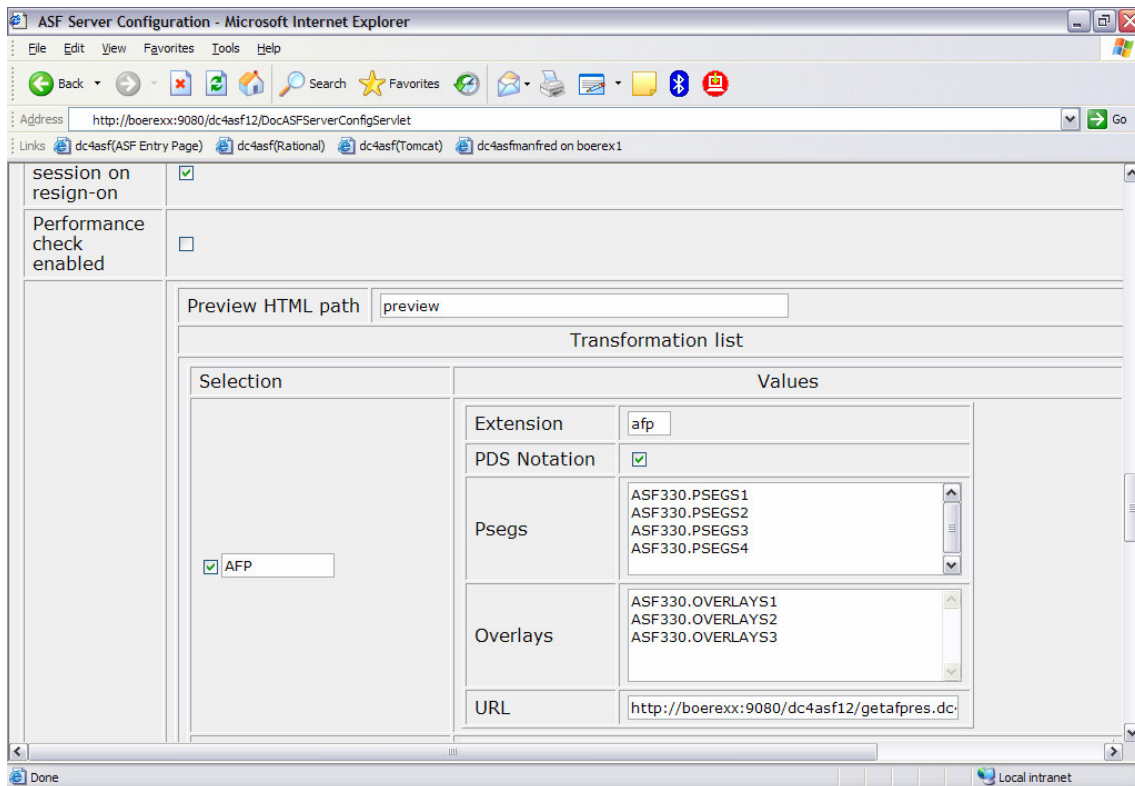 ASF Server Configuration - Microsoft Internet Explorer
File Edit View Favorites Tools Help
Back Search Favorites
Address http://boerexx:9080/dc4asf12/DocASFServerConfigServlet Go
Links dc4asf(ASF Entry Page) dc4asf(Rational) dc4asf(Tomcat) dc4asfmanfred on boerex1
session on
resign-on
Performance
check
enabled
Preview HTML path preview
Transformation list
Selection Values
AFP
Extension afp
PDS Notation
Psegs
ASF330.PSEGS1
ASF330.PSEGS2
ASF330.PSEGS3
ASF330.PSEGS4
Overlays
ASF330.OVERLAYS1
ASF330.OVERLAYS2
ASF330.OVERLAYS3
URL http://boerexx:9080/dc4asf12/getafpres.dc
Done Local intranet